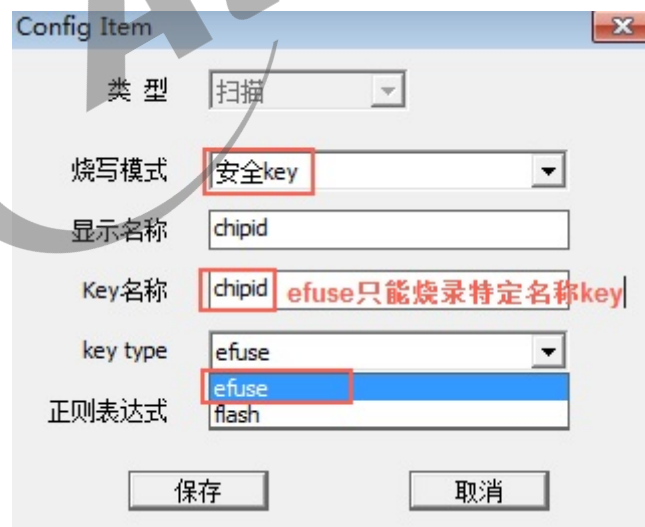 Config Item
类 型 扫描
烧写模式 安全key
显示名称 chipid
Key名称 chipid efuse只能烧录特定名称key
key type efuse
efuse
正则表达式 flash
保存 取消